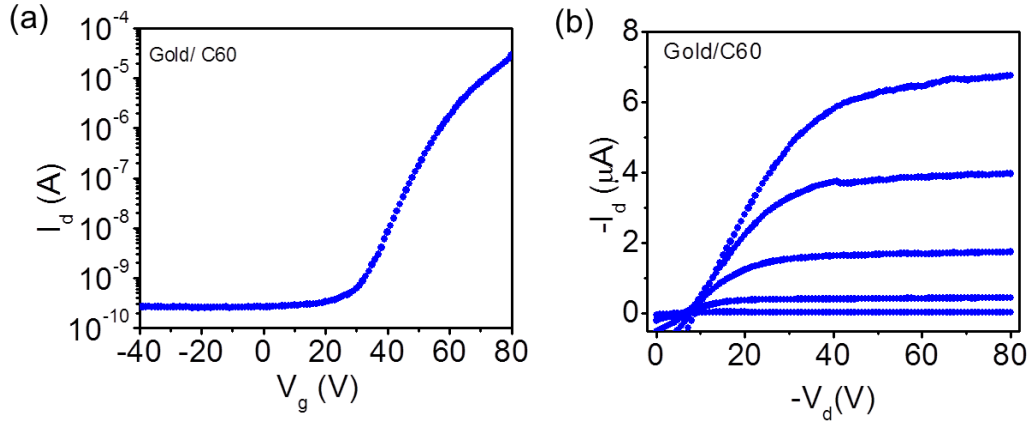 (a)
Gold/ C60
10⁻⁴
10⁻⁵
10⁻⁶
10⁻⁷
10⁻⁸
10⁻⁹
10⁻¹⁰
I_d (A)
-40 -20 0 20 40 60 80
V_g (V)
(b)
Gold/C60
8
6
4
2
0
-I_d (μA)
0 20 40 60 80
-V_d(V)